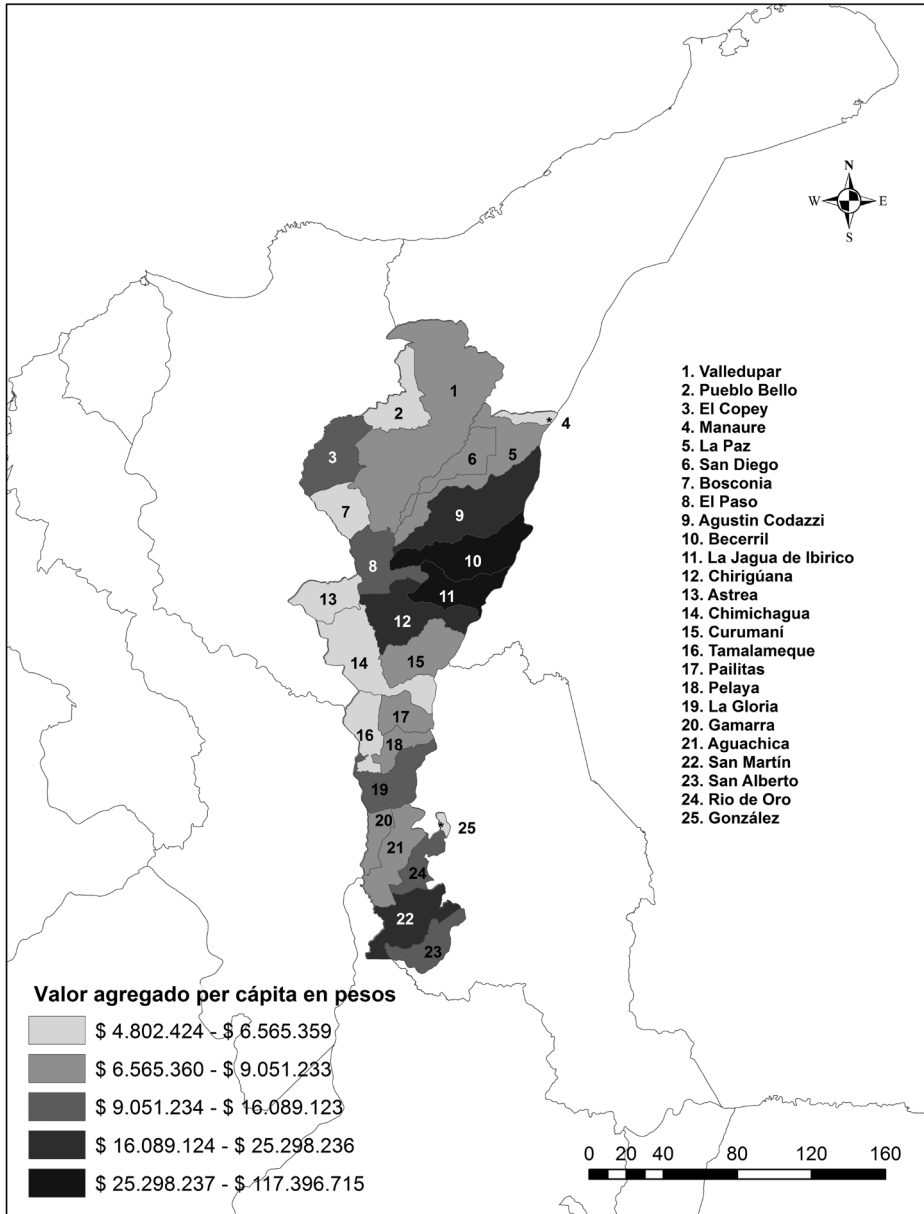 N
W E
S
1
2
3
4
*
5
6
7
8
9
10
11
12
13
14
15
16
17
18
19
20
21
22
23
24
25
*
1. Valledupar
2. Pueblo Bello
3. El Copey
4. Manaure
5. La Paz
6. San Diego
7. Bosconia
8. El Paso
9. Agustin Codazzi
10. Becerril
11. La Jagua de Ibirico
12. Chirigúana
13. Astrea
14. Chimichagua
15. Curumaní
16. Tamalameque
17. Pailitas
18. Pelaya
19. La Gloria
20. Gamarra
21. Aguachica
22. San Martín
23. San Alberto
24. Rio de Oro
25. González
Valor agregado per cápita en pesos
$ 4.802.424 - $ 6.565.359
$ 6.565.360 - $ 9.051.233
$ 9.051.234 - $ 16.089.123
$ 16.089.124 - $ 25.298.236
$ 25.298.237 - $ 117.396.715
0 20 40 80 120 160